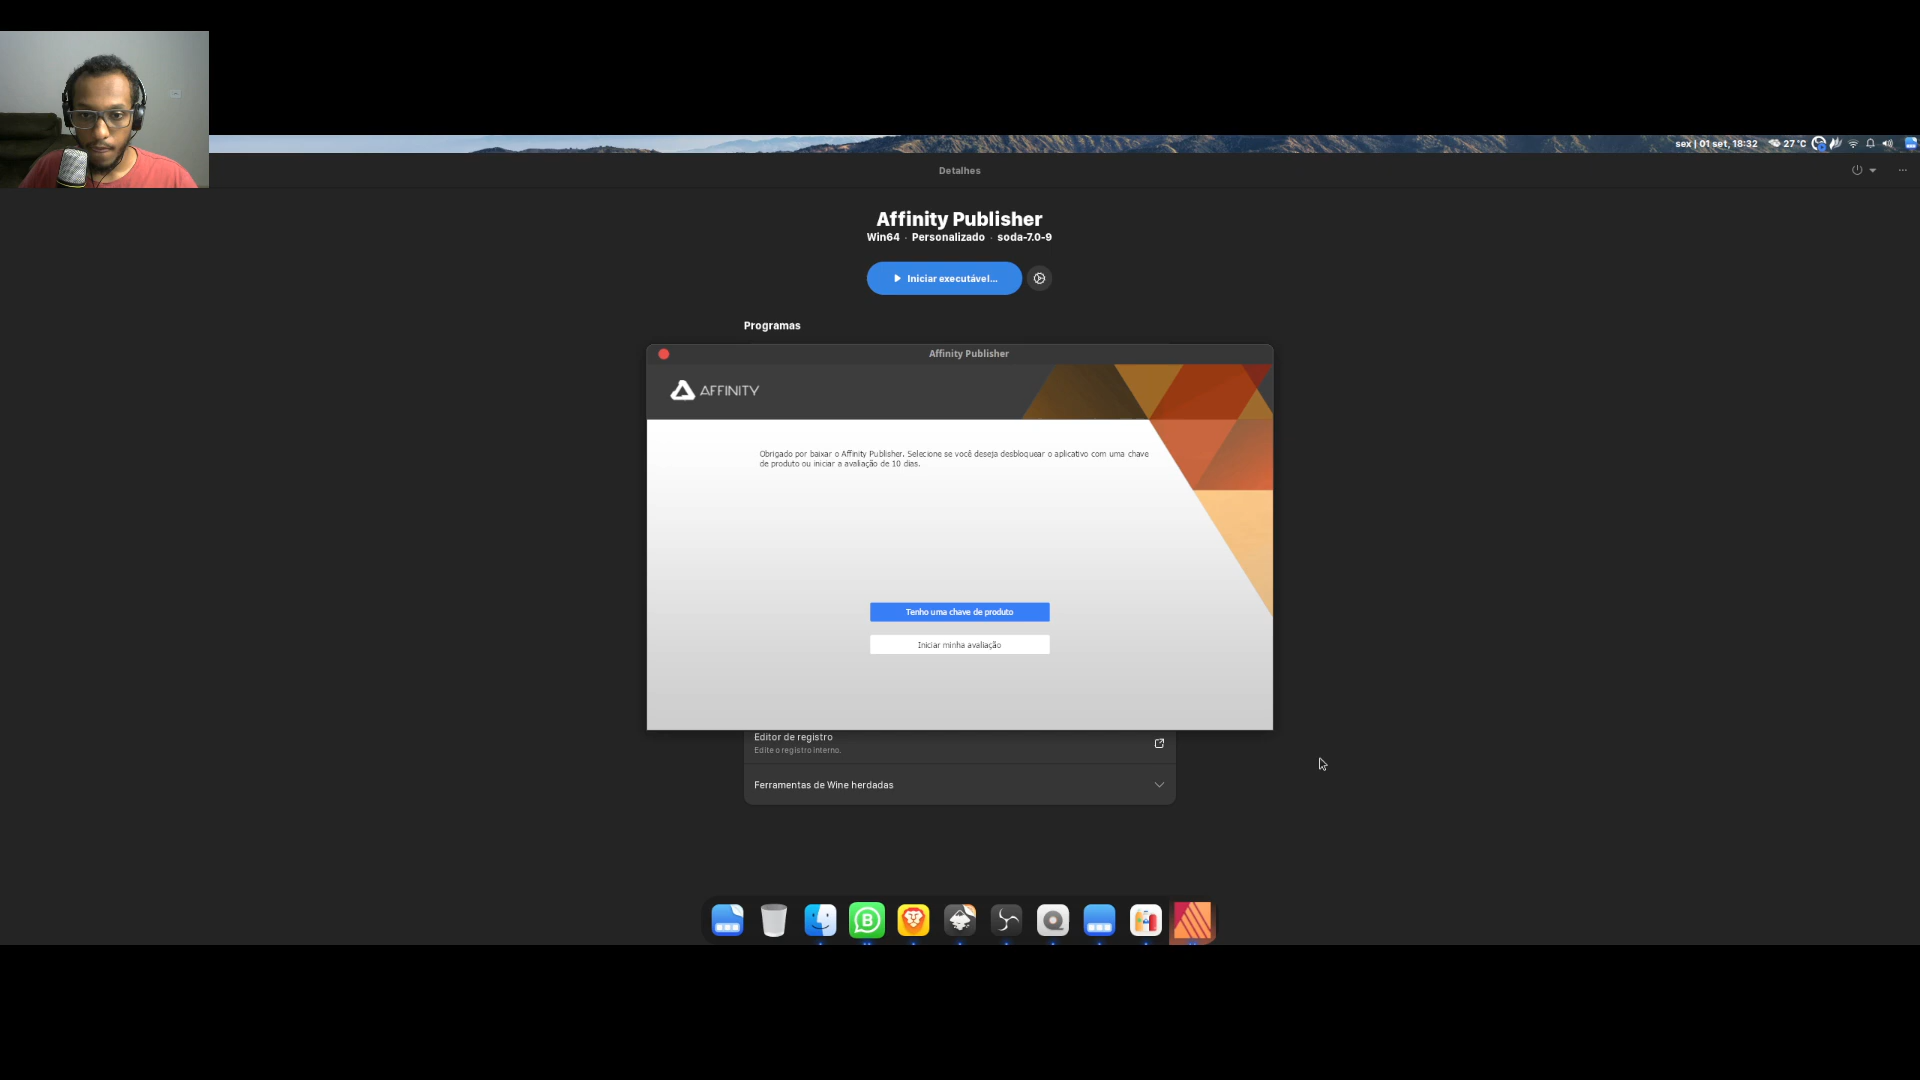 sex | 01 set, 18:32
27 °C
Detalhes
Affinity Publisher
Win64 · Personalizado · soda-7.0-9
Iniciar executável...
Programas
Affinity Publisher
AFFINITY
Obrigado por baixar o Affinity Publisher. Selecione se você deseja desbloquear o aplicativo com uma chave
de produto ou iniciar a avaliação de 10 dias.
Tenho uma chave de produto
Iniciar minha avaliação
Editor de registro
Edite o registro interno.
Ferramentas de Wine herdadas